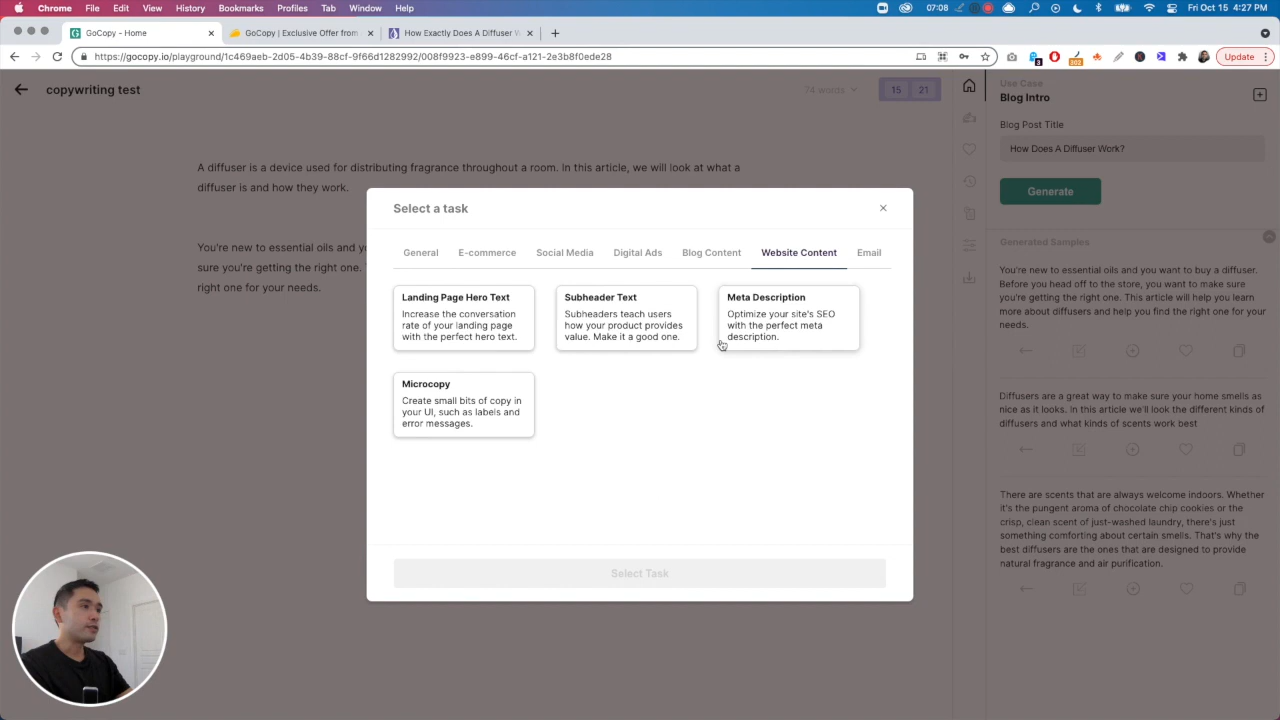 Chrome File Edit View History Bookmarks Profiles Tab Window Help
07:08
Fri Oct 15 4:27 PM
GoCopy - Home
GoCopy | Exclusive Offer from
How Exactly Does A Diffuser W
https://gocopy.io/playground/1c469aeb-2d05-4b39-88cf-9f66d1282992/008f9923-e899-46cf-a121-2e3b8f0ede28
3
302
Update
copywriting test
74 words
15 21
A diffuser is a device used for distributing fragrance throughout a room. In this article, we will look at what a
diffuser is and how they work.
You're new to essential oils and yo
sure you're getting the right one. T
right one for your needs.
Select a task
General E-commerce Social Media Digital Ads Blog Content Website Content Email
Landing Page Hero Text
Increase the conversation
rate of your landing page
with the perfect hero text.
Subheader Text
Subheaders teach users
how your product provides
value. Make it a good one.
Meta Description
Optimize your site's SEO
with the perfect meta
description.
Microcopy
Create small bits of copy in
your UI, such as labels and
error messages.
Select Task
Use Case
Blog Intro
Blog Post Title
How Does A Diffuser Work?
Generate
Generated Samples
You're new to essential oils and you want to buy a diffuser.
Before you head off to the store, you want to make sure
you're getting the right one. This article will help you learn
more about diffusers and help you find the right one for your
needs.
Diffusers are a great way to make sure your home smells as
nice as it looks. In this article we'll look the different kinds of
diffusers and what kinds of scents work best
There are scents that are always welcome indoors. Whether
it's the pungent aroma of chocolate chip cookies or the
crisp, clean scent of just-washed laundry, there's just
something comforting about certain smells. That's why the
best diffusers are the ones that are designed to provide
natural fragrance and air purification.